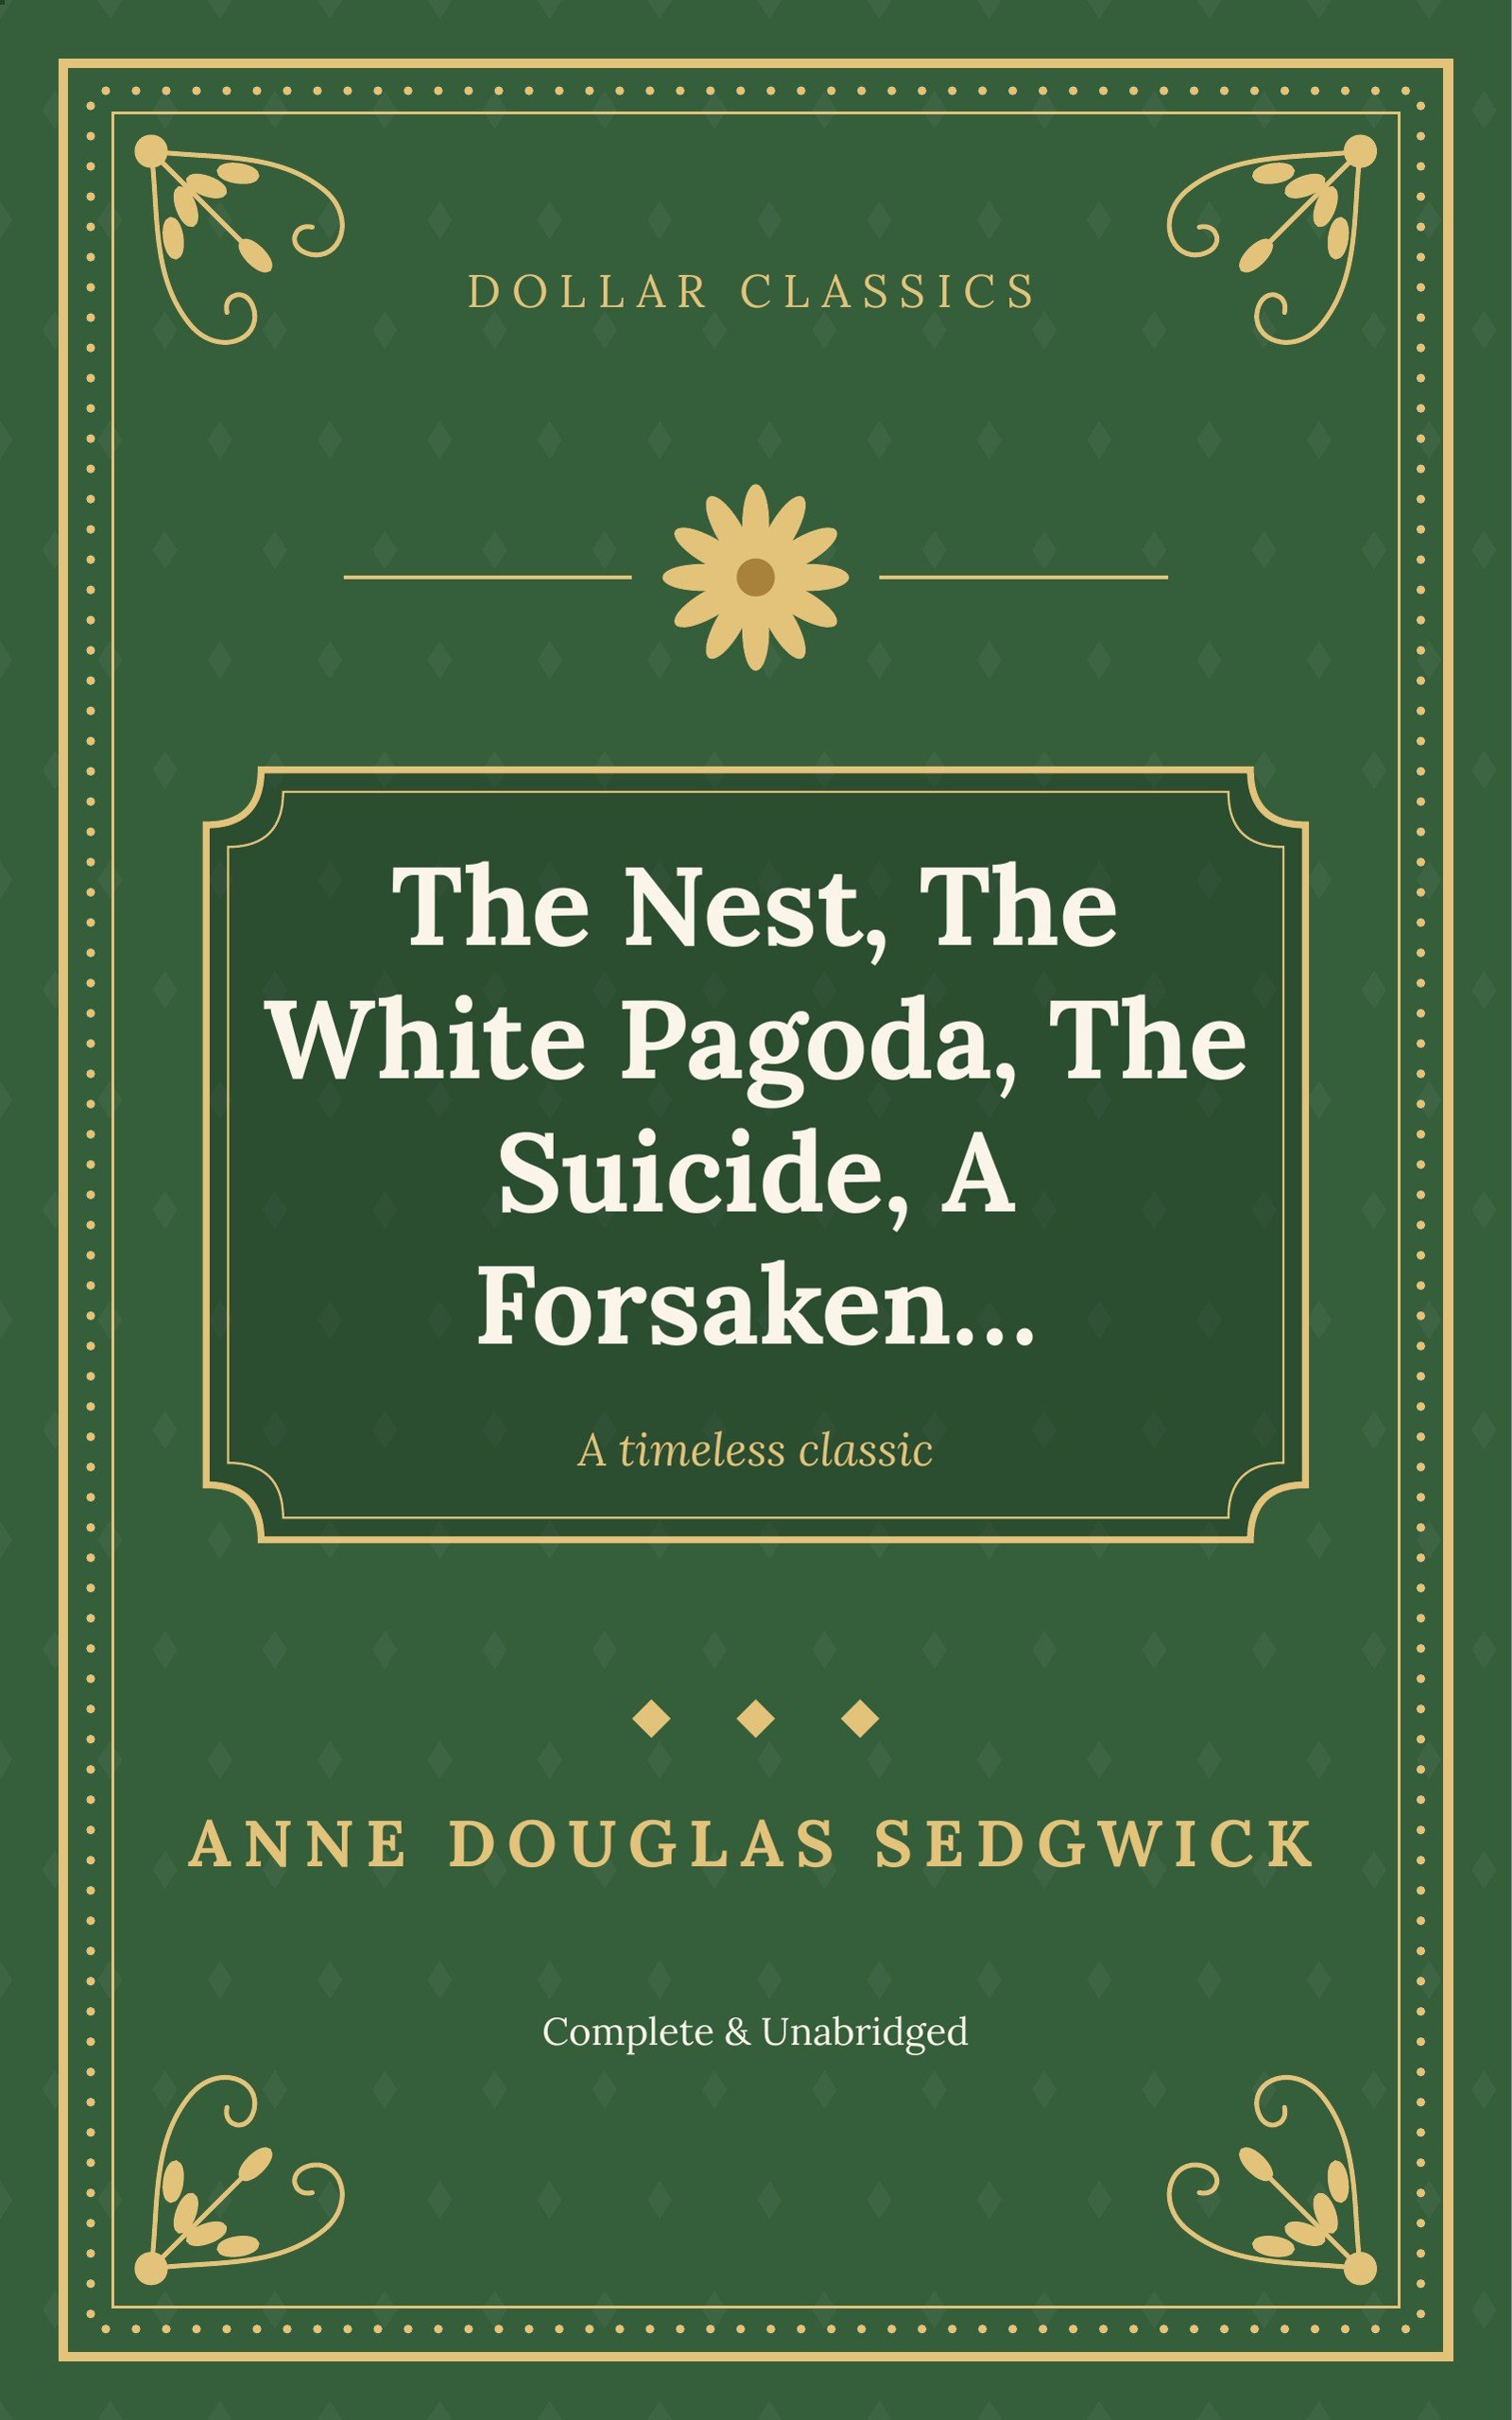 DOLLAR CLASSICS
The Nest, The
White Pagoda, The
Suicide, A
Forsaken...
A timeless classic
ANNE DOUGLAS SEDGWICK
Complete & Unabridged